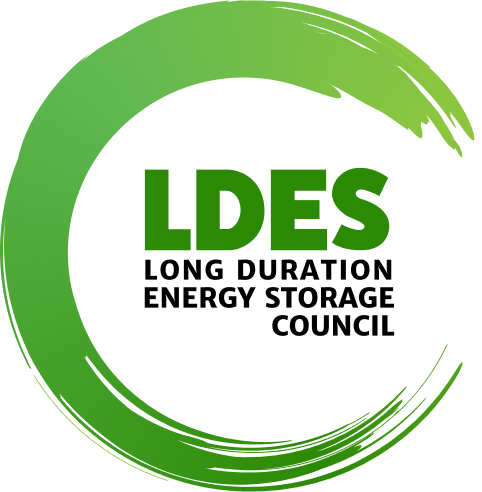 LDES
LONG DURATION
ENERGY STORAGE
COUNCIL